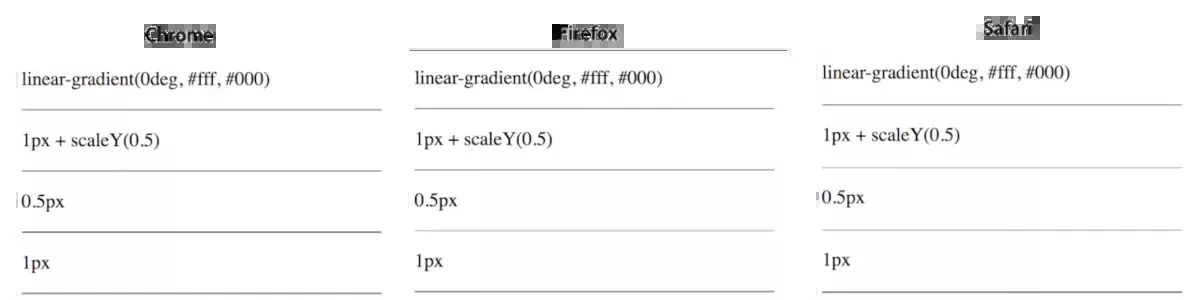 Chrome
linear-gradient(0deg, #fff, #000)
1px + scaleY(0.5)
0.5px
1px
Firefox
linear-gradient(0deg, #fff, #000)
1px + scaleY(0.5)
0.5px
1px
Safari
linear-gradient(0deg, #fff, #000)
1px + scaleY(0.5)
0.5px
1px